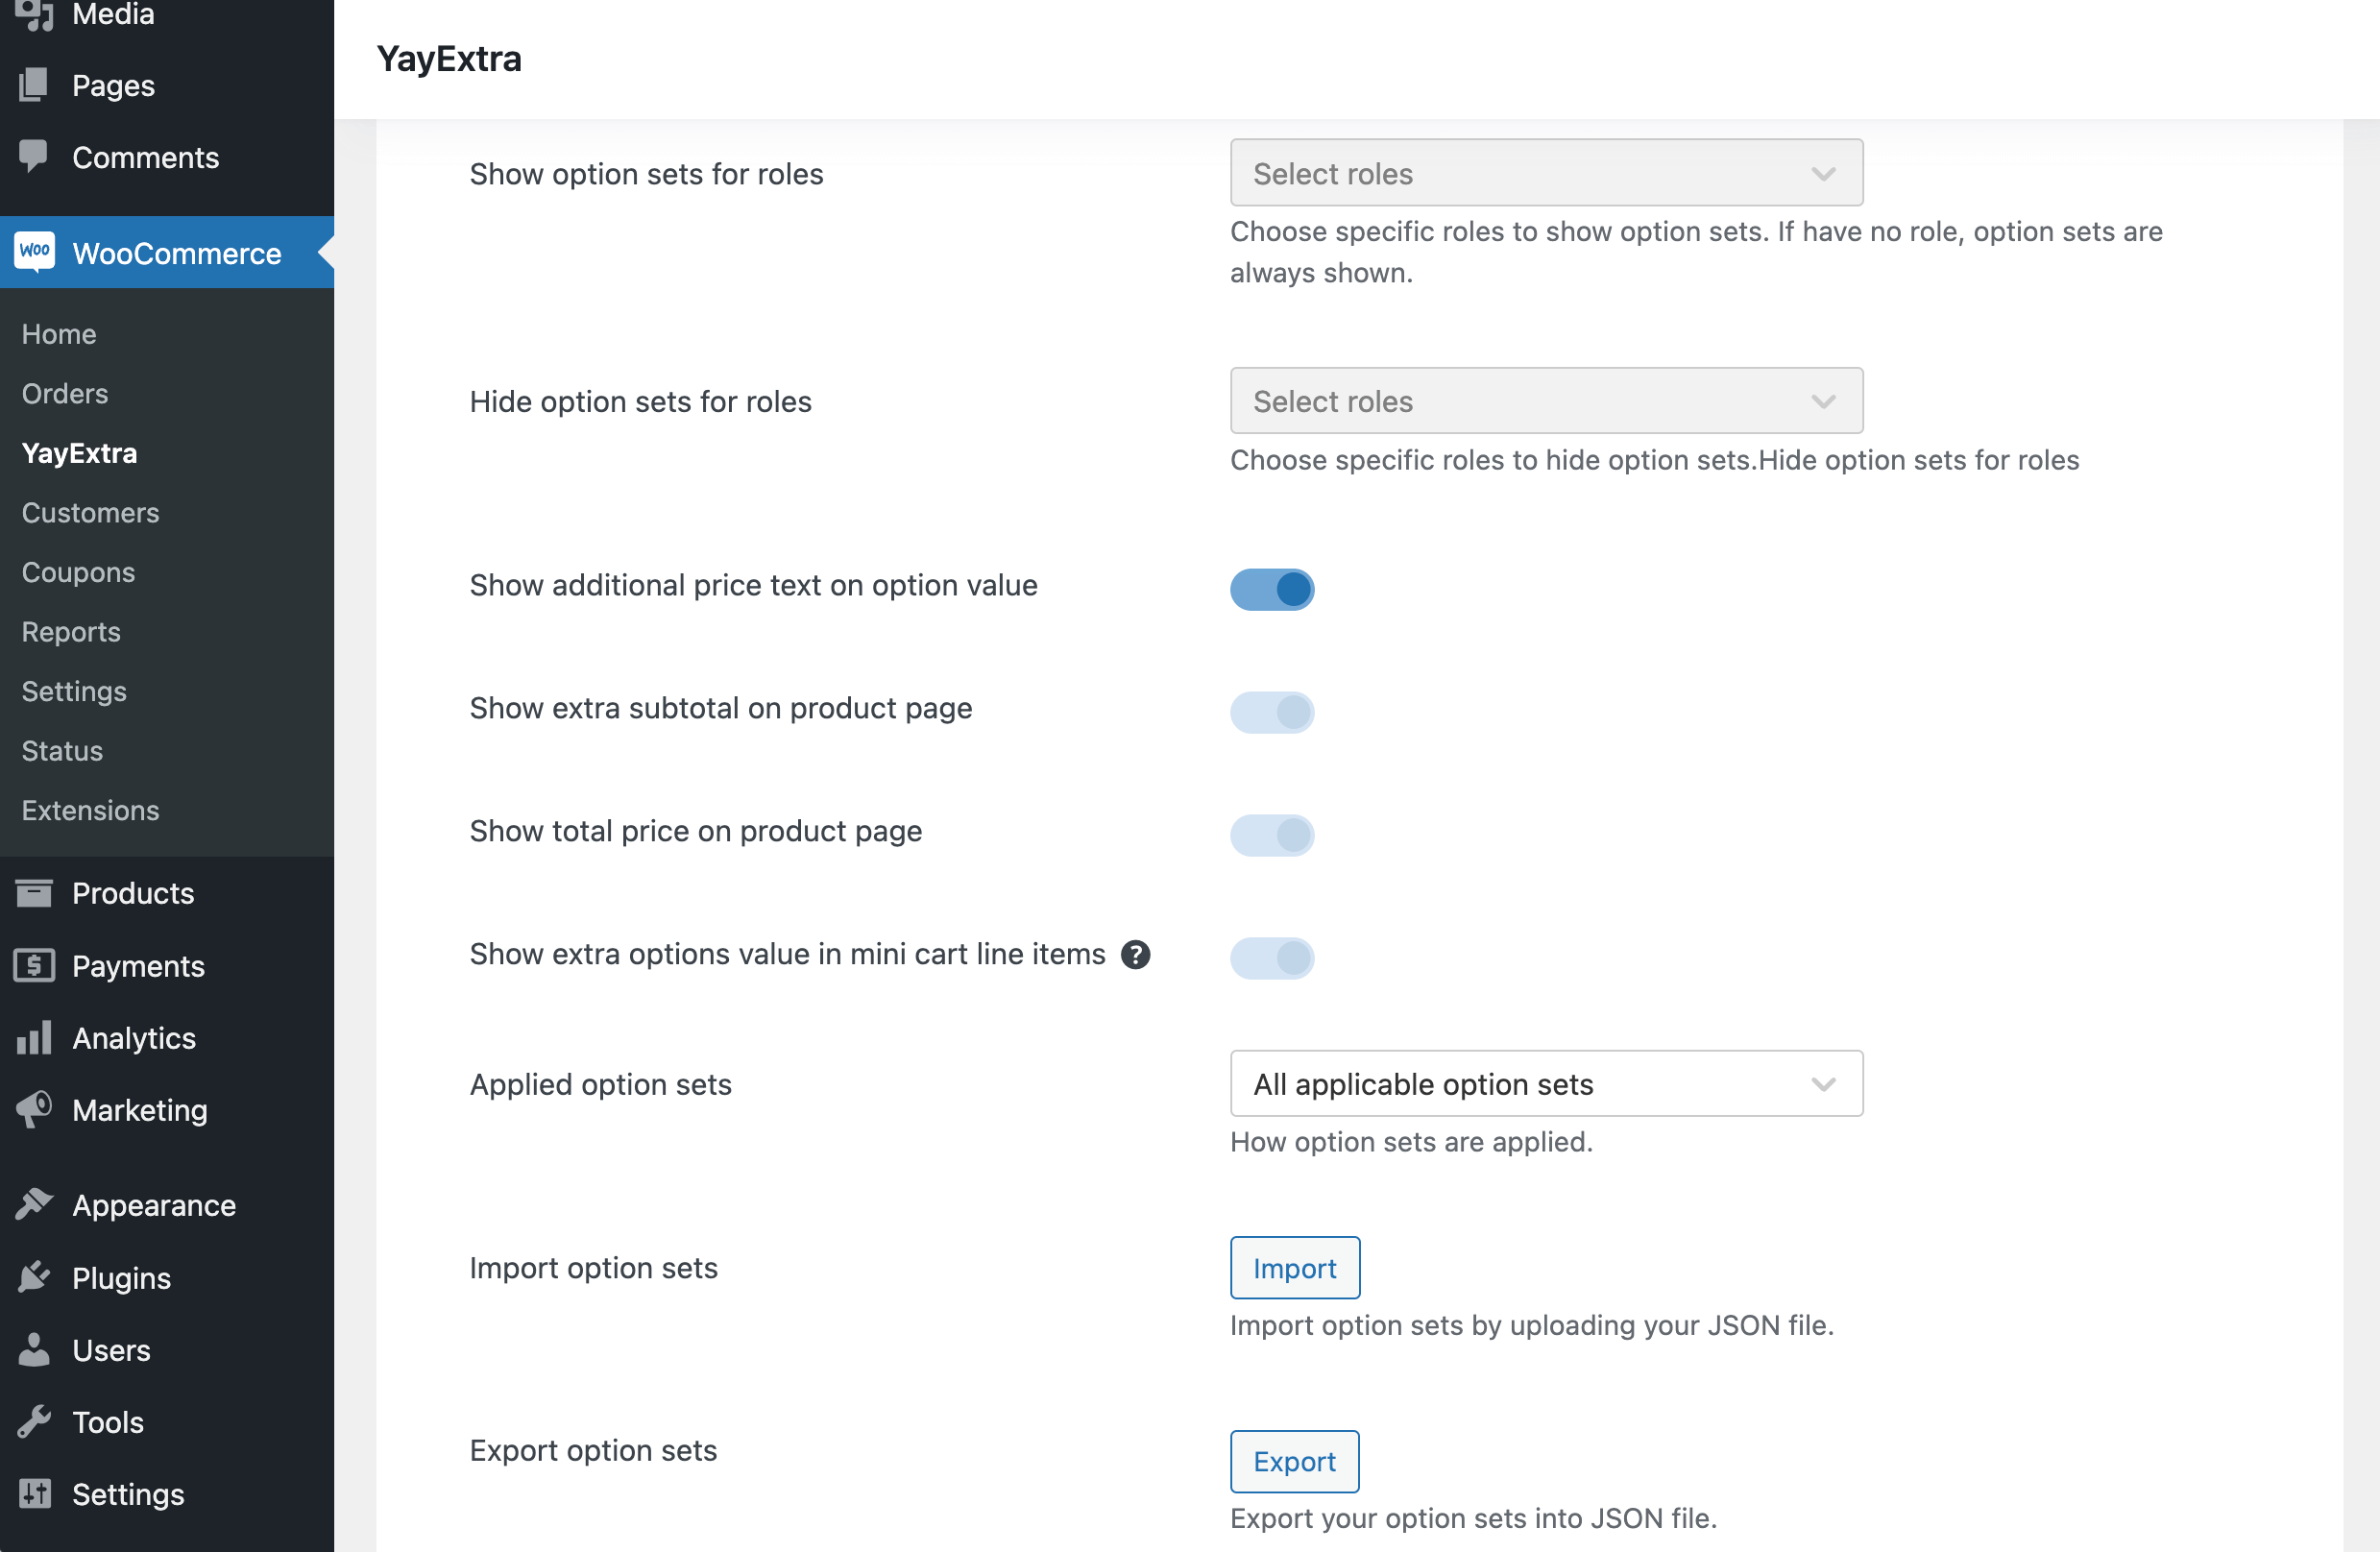 Media
Pages
Comments
Woo
WooCommerce
Home
Orders
YayExtra
Customers
Coupons
Reports
Settings
Status
Extensions
Products
Payments
Analytics
Marketing
Appearance
Plugins
Users
Tools
Settings
YayExtra
Show option sets for roles
Select roles
Choose specific roles to show option sets. If have no role, option sets are
always shown.
Hide option sets for roles
Select roles
Choose specific roles to hide option sets.Hide option sets for roles
Show additional price text on option value
Show extra subtotal on product page
Show total price on product page
Show extra options value in mini cart line items ?
Applied option sets
All applicable option sets
How option sets are applied.
Import option sets
Import
Import option sets by uploading your JSON file.
Export option sets
Export
Export your option sets into JSON file.